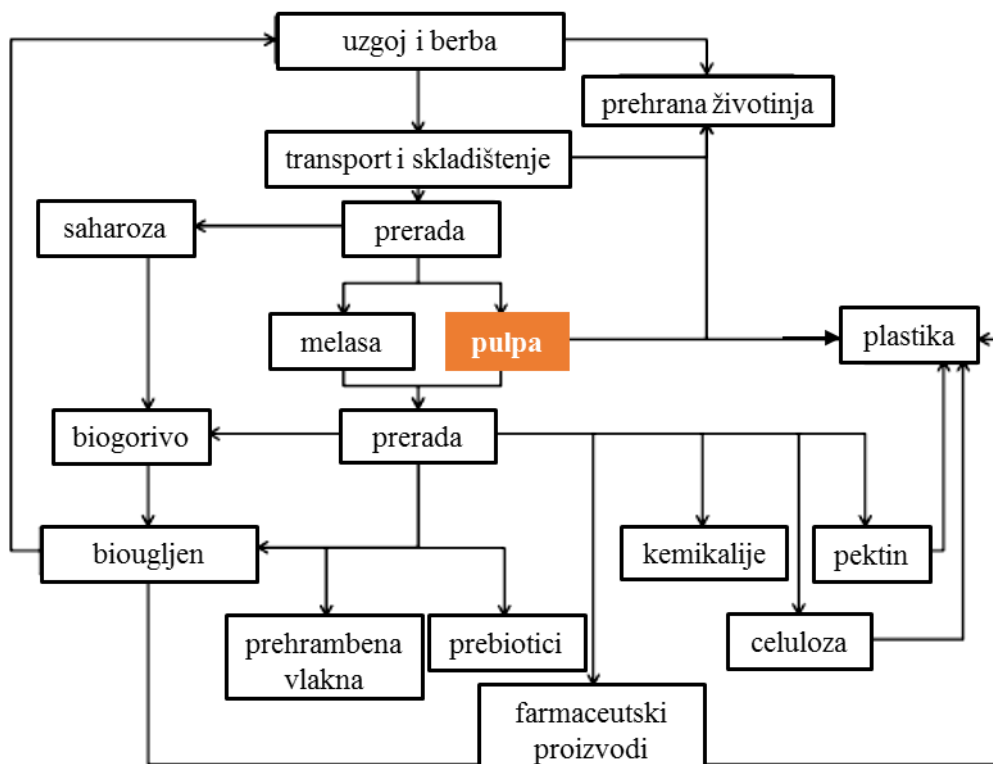 uzgoj i berba
prehrana životinja
transport i skladištenje
saharoza
prerada
melasa
pulpa
plastika
biogorivo
prerada
biougljen
kemikalije
pektin
prehrambena
vlakna
prebiotici
celuloza
farmaceutski
proizvodi